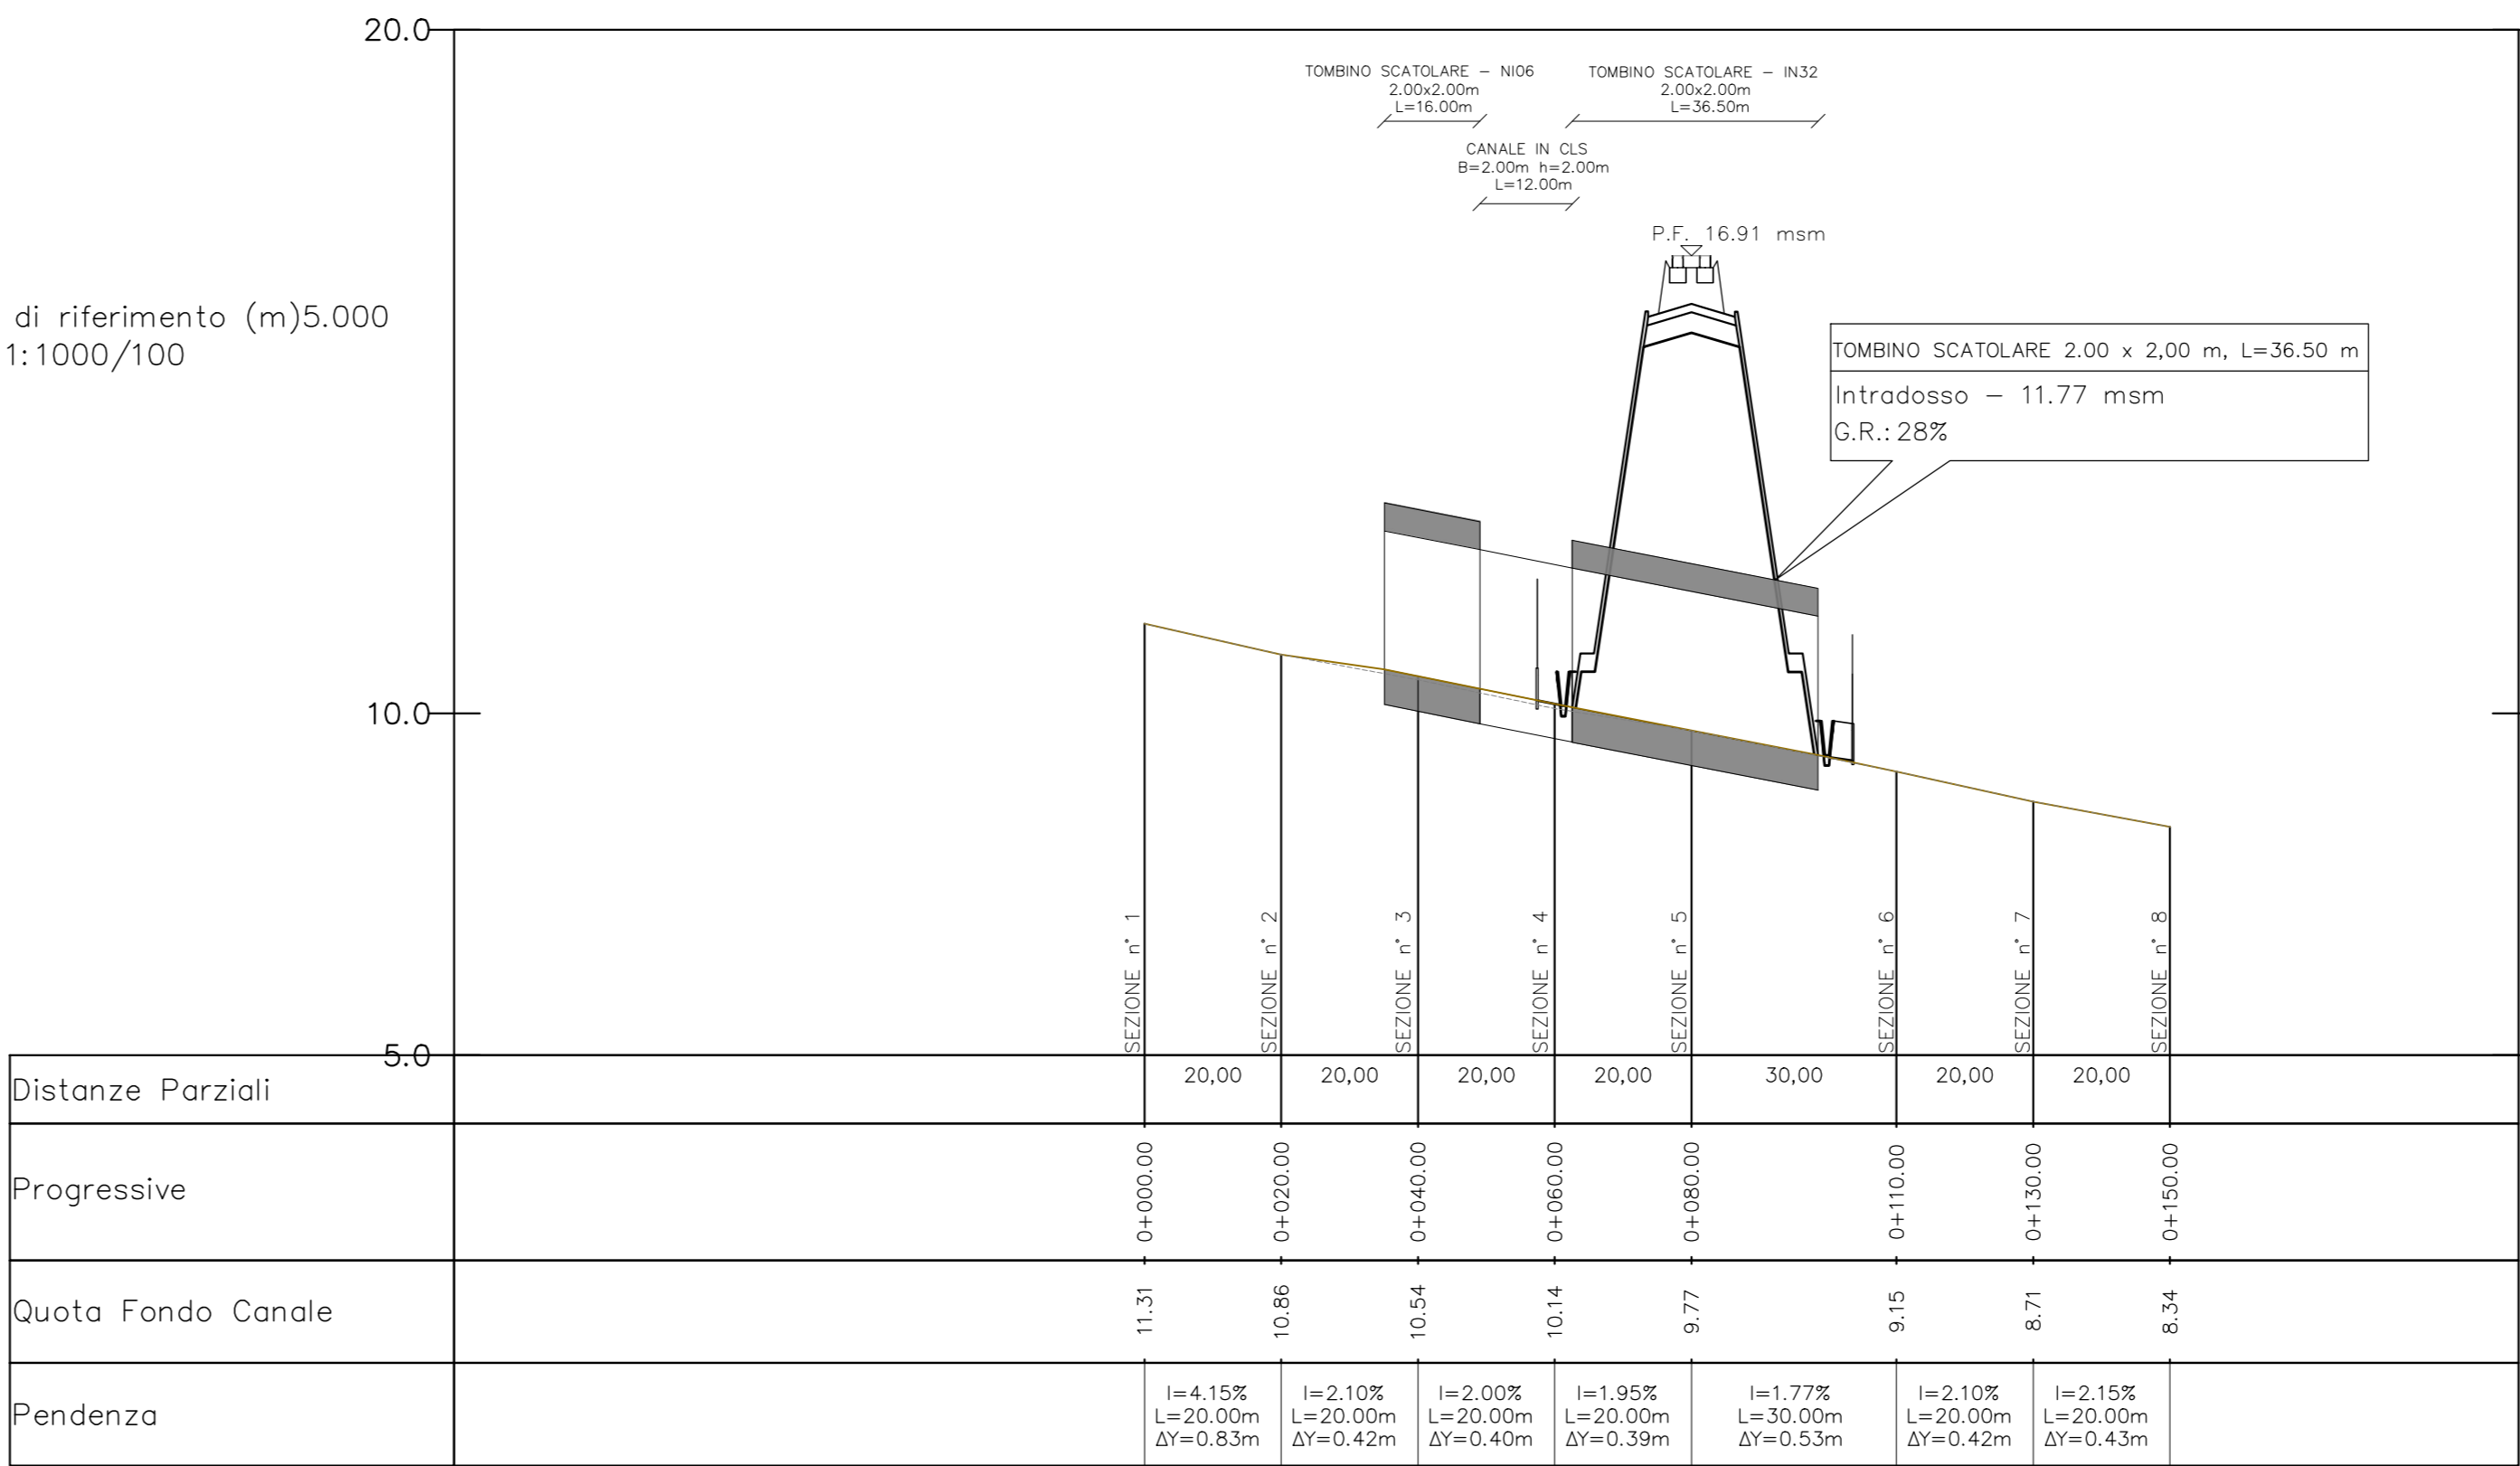 20.0
TOMBINO SCATOLARE – NI06
2.00x2.00m
L=16.00m
TOMBINO SCATOLARE – IN32
2.00x2.00m
L=36.50m
CANALE IN CLS
B=2.00m h=2.00m
L=12.00m
P.F. 16.91 msm
di riferimento (m)5.000
1:1000/100
TOMBINO SCATOLARE 2.00 x 2,00 m, L=36.50 m
Intradosso – 11.77 msm
G.R.: 28%
10.0
SEZIONE n° 1
SEZIONE n° 2
SEZIONE n° 3
SEZIONE n° 4
SEZIONE n° 5
SEZIONE n° 6
SEZIONE n° 7
SEZIONE n° 8
5.0
Distanze Parziali
20,00
20,00
20,00
20,00
30,00
20,00
20,00
Progressive
0+000.00
0+020.00
0+040.00
0+060.00
0+080.00
0+110.00
0+130.00
0+150.00
Quota Fondo Canale
11.31
10.86
10.54
10.14
9.77
9.15
8.71
8.34
Pendenza
I=4.15%
L=20.00m
ΔY=0.83m
I=2.10%
L=20.00m
ΔY=0.42m
I=2.00%
L=20.00m
ΔY=0.40m
I=1.95%
L=20.00m
ΔY=0.39m
I=1.77%
L=30.00m
ΔY=0.53m
I=2.10%
L=20.00m
ΔY=0.42m
I=2.15%
L=20.00m
ΔY=0.43m